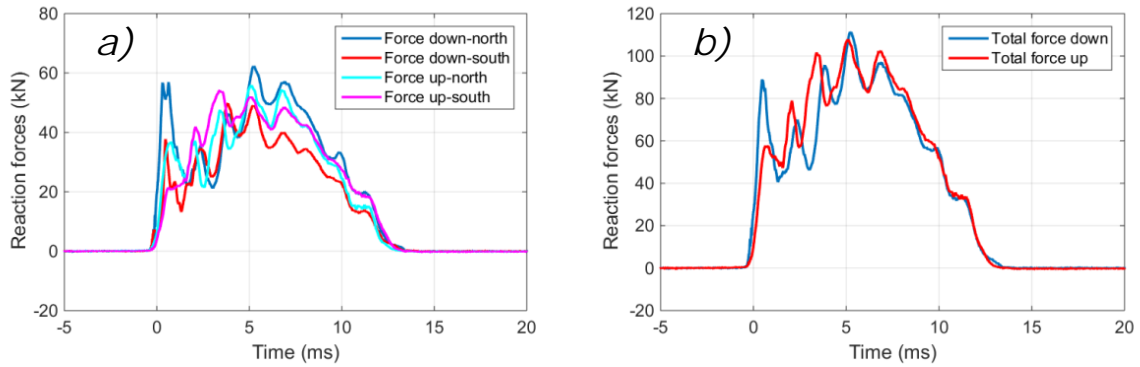 a)
80
60
40
20
0
-20
Reaction forces (kN)
-5 0 5 10 15 20
Time (ms)
Force down-north
Force down-south
Force up-north
Force up-south
b)
120
100
80
60
40
20
0
-20
Reaction forces (kN)
-5 0 5 10 15 20
Time (ms)
Total force down
Total force up